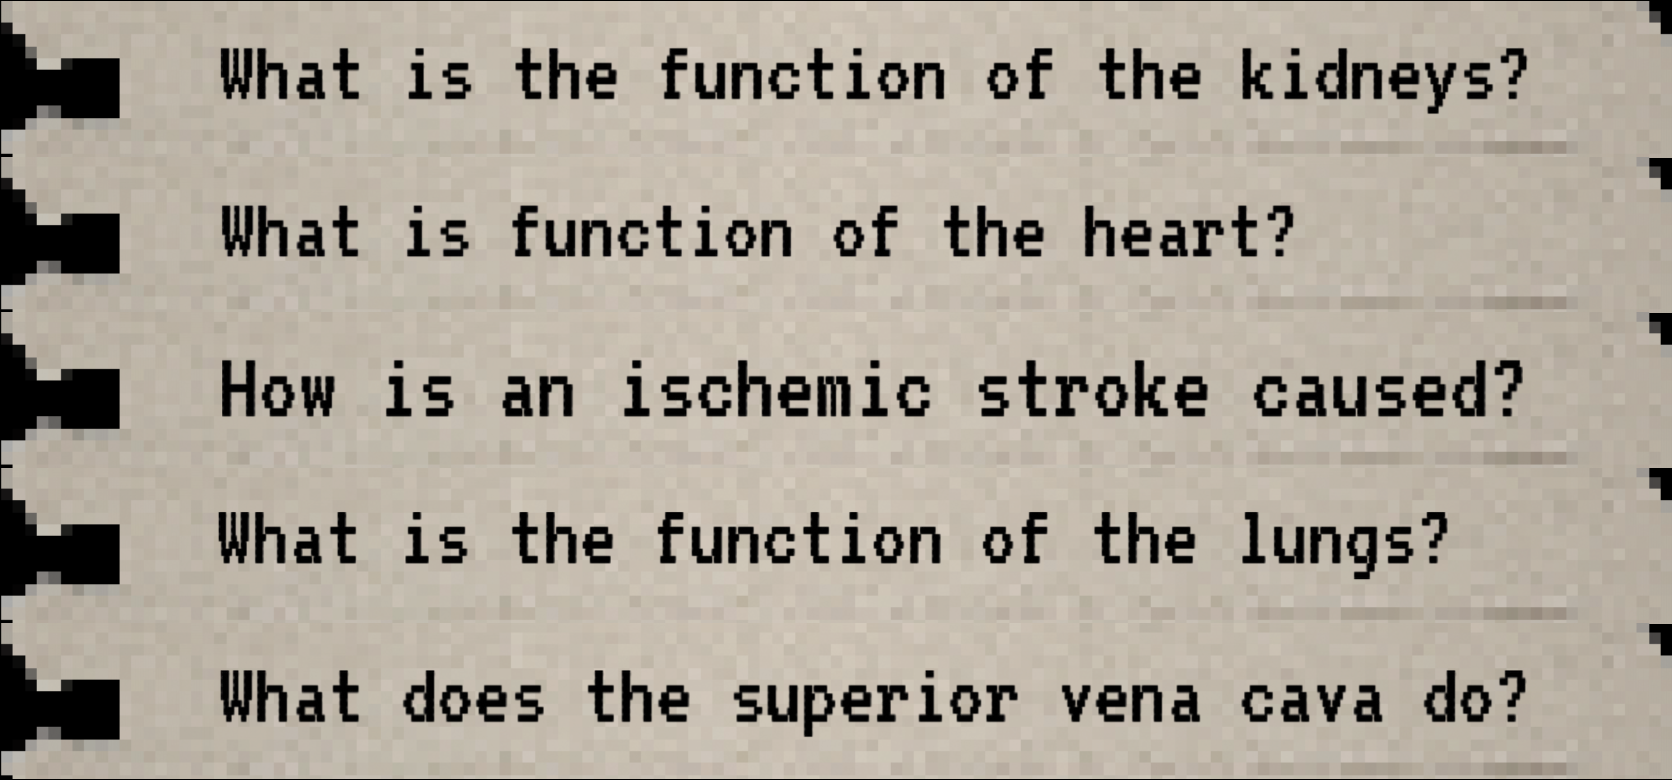 What is the function of the kidneys?
What is function of the heart?
How is an ischemic stroke caused?
What is the function of the lungs?
What does the superior vena cava do?